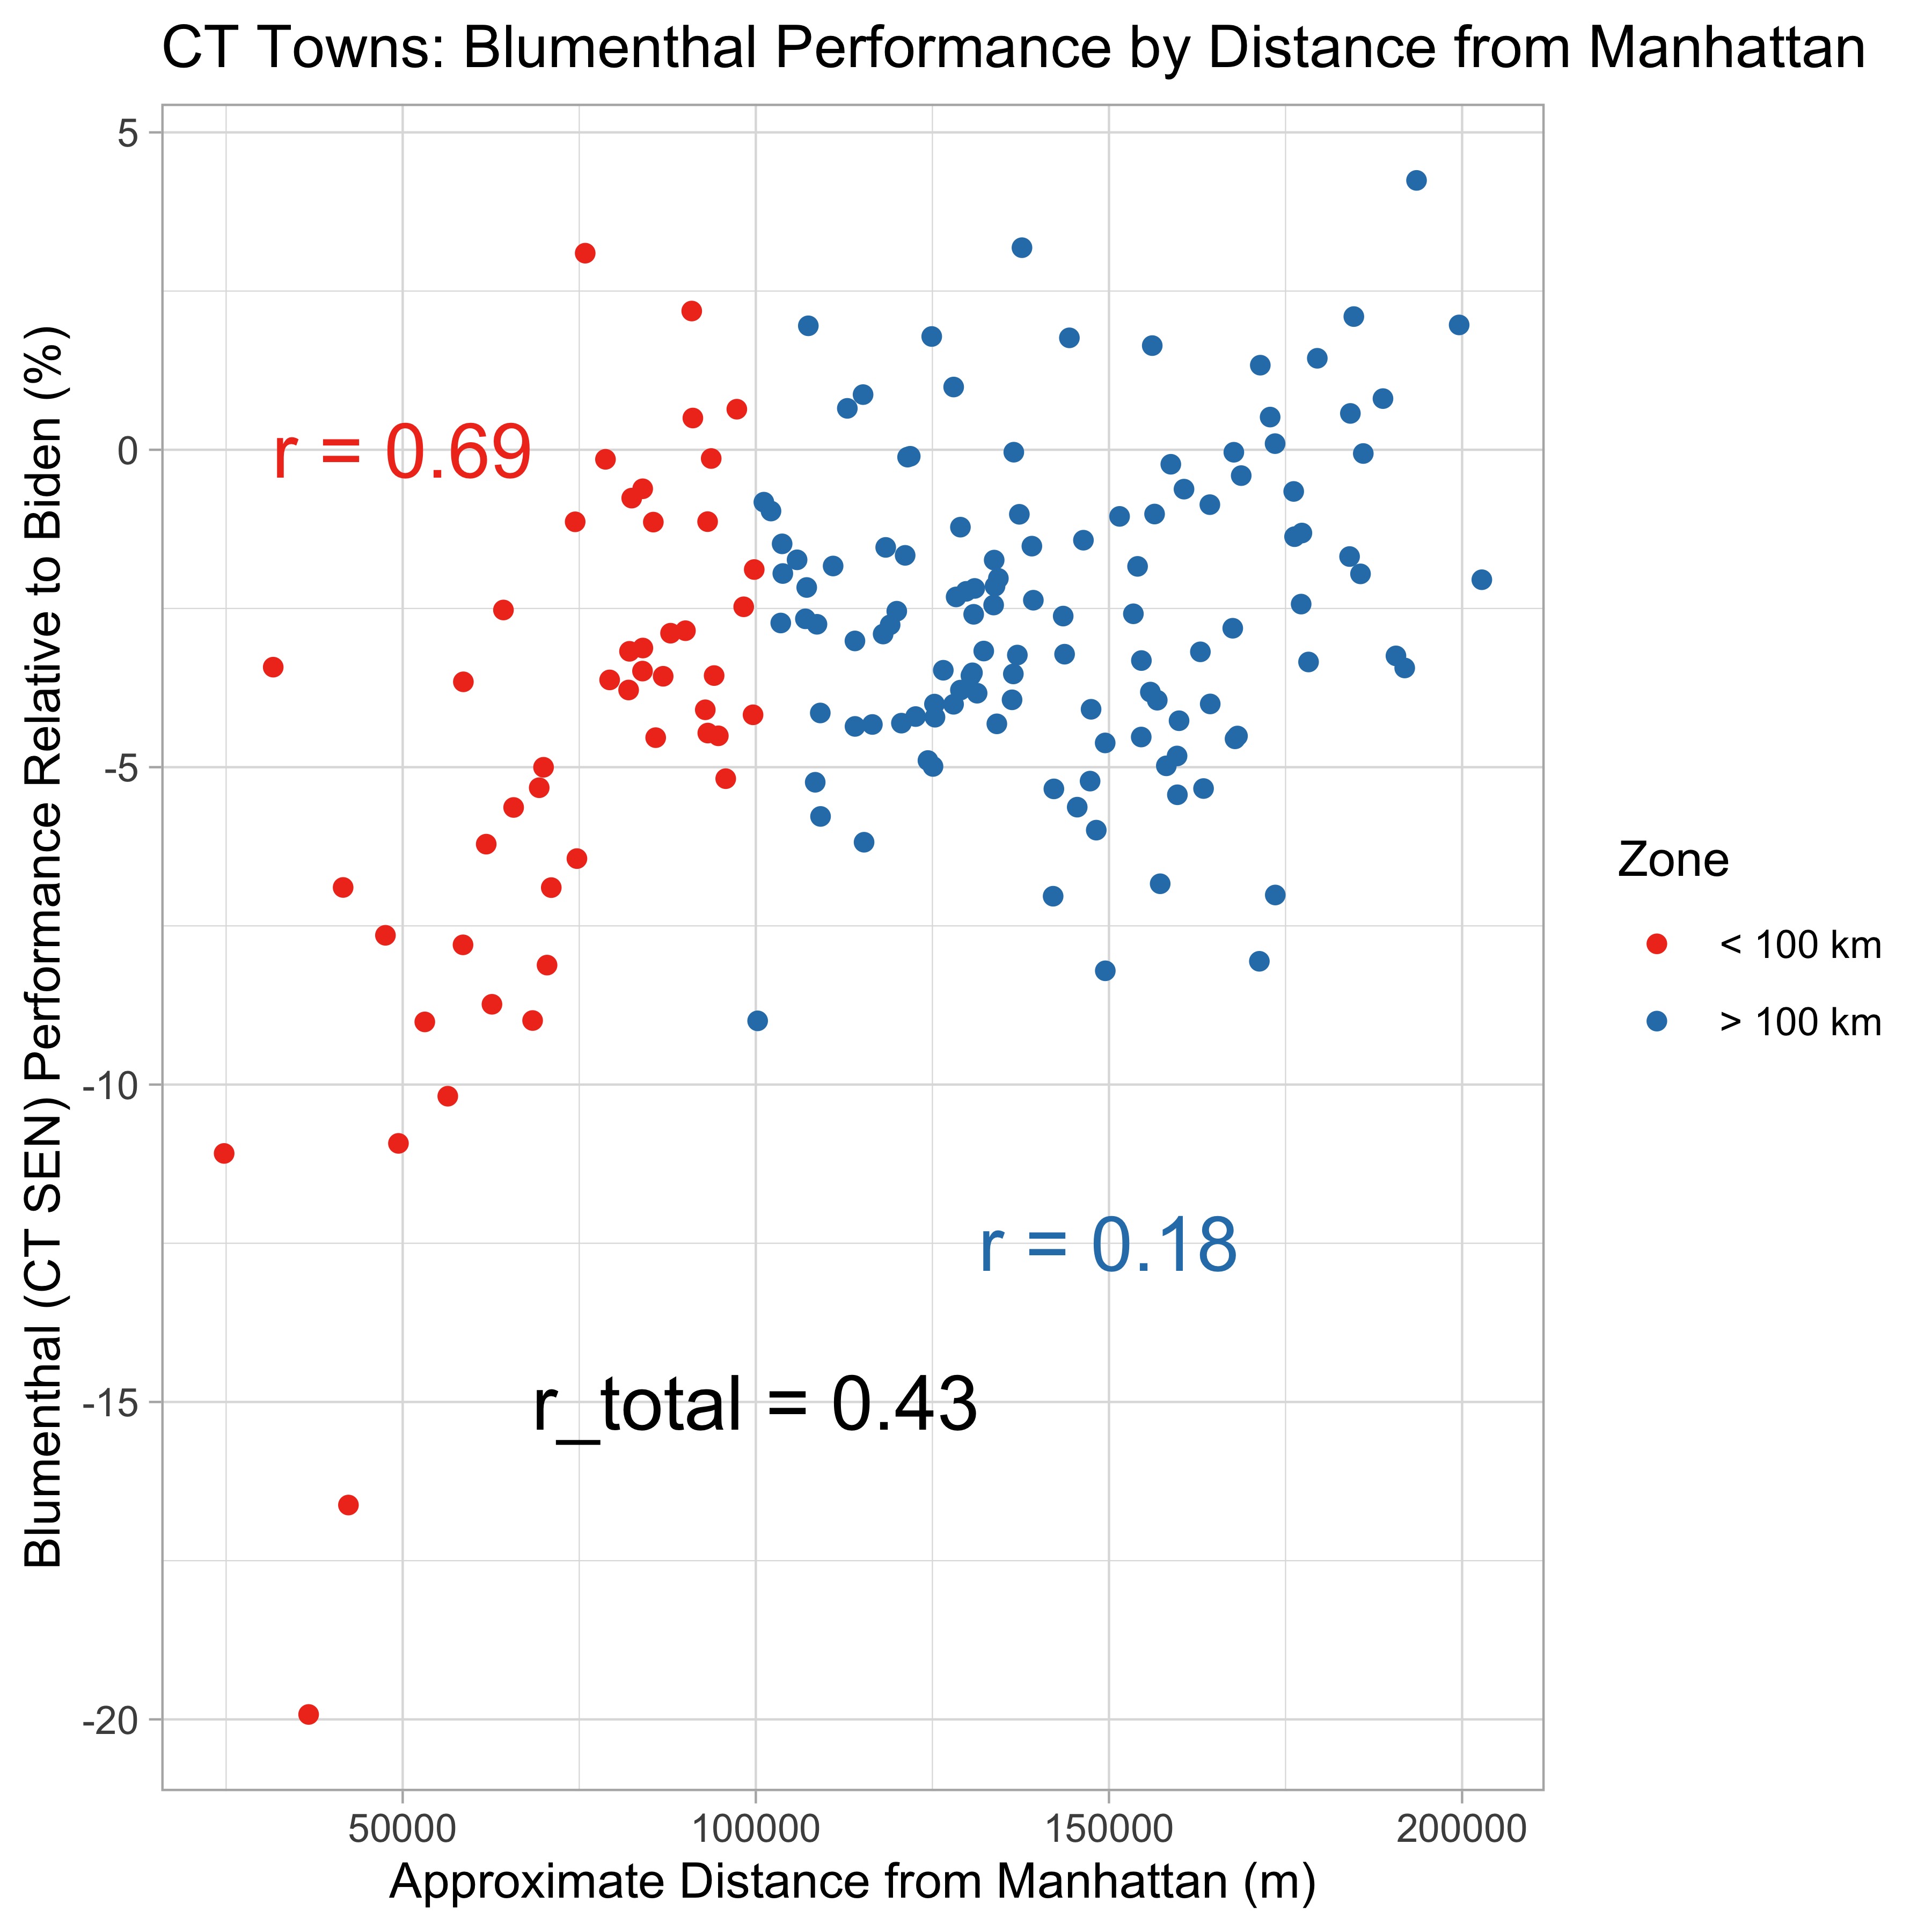 CT Towns: Blumenthal Performance by Distance from Manhattan
Blumenthal (CT SEN) Performance Relative to Biden (%)
5
0
-5
-10
-15
-20
r = 0.69
r = 0.18
r_total = 0.43
50000
100000
150000
200000
Approximate Distance from Manhattan (m)
Zone
< 100 km
> 100 km